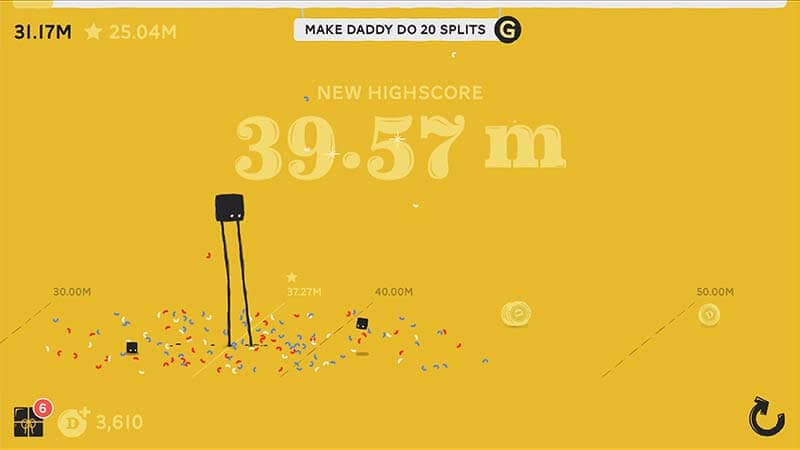 MAKE DADDY DO 20 SPLITS G
31.17M 25.04M
NEW HIGHSCORE
39.57 m
30.00M 37.27M 40.00M 50.00M
D
6
D+ 3,610